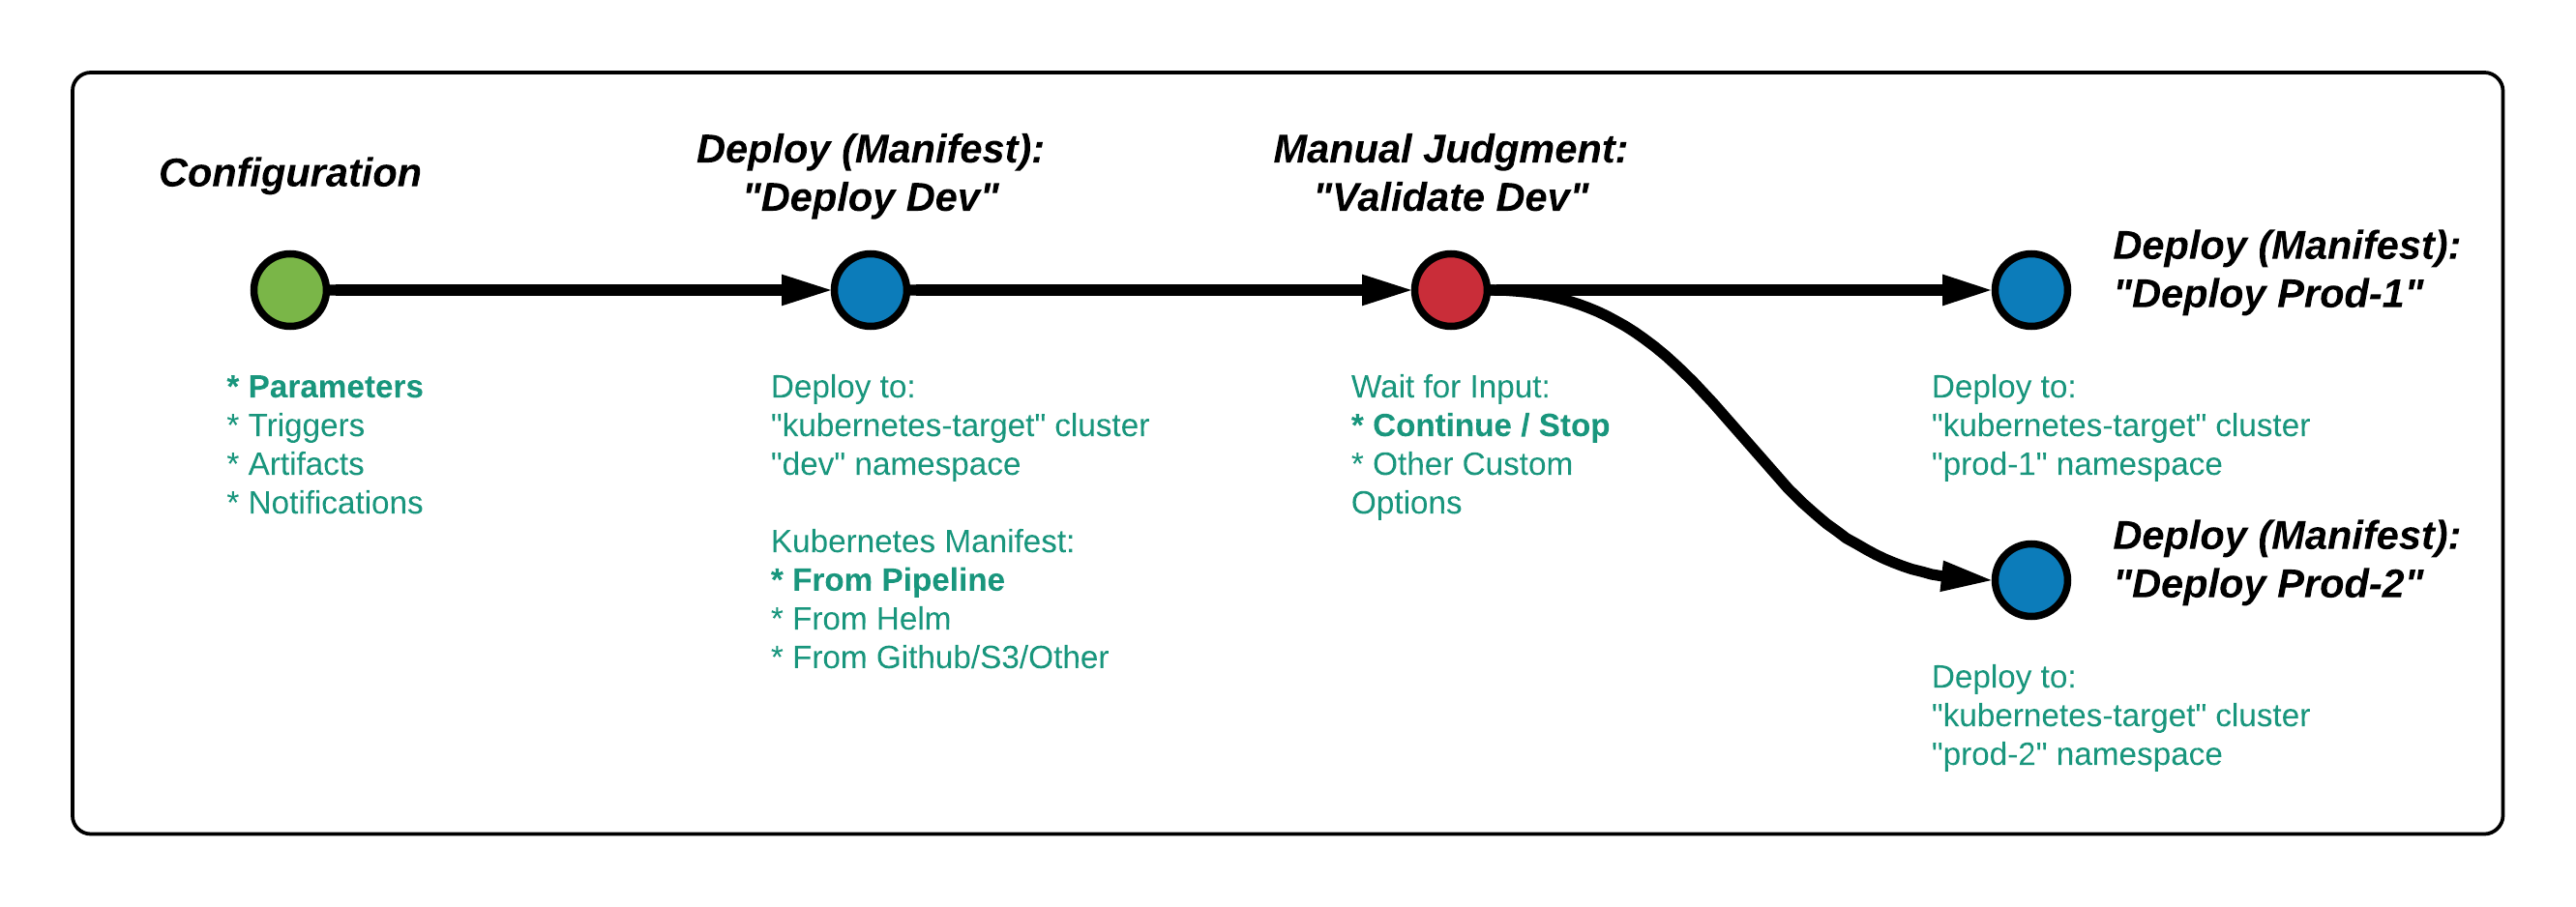 Configuration
* Parameters
* Triggers
* Artifacts
* Notifications
Deploy (Manifest):
"Deploy Dev"
Deploy to:
"kubernetes-target" cluster
"dev" namespace
Kubernetes Manifest:
* From Pipeline
* From Helm
* From Github/S3/Other
Manual Judgment:
"Validate Dev"
Wait for Input:
* Continue / Stop
* Other Custom
Options
Deploy (Manifest):
"Deploy Prod-1"
Deploy to:
"kubernetes-target" cluster
"prod-1" namespace
Deploy (Manifest):
"Deploy Prod-2"
Deploy to:
"kubernetes-target" cluster
"prod-2" namespace